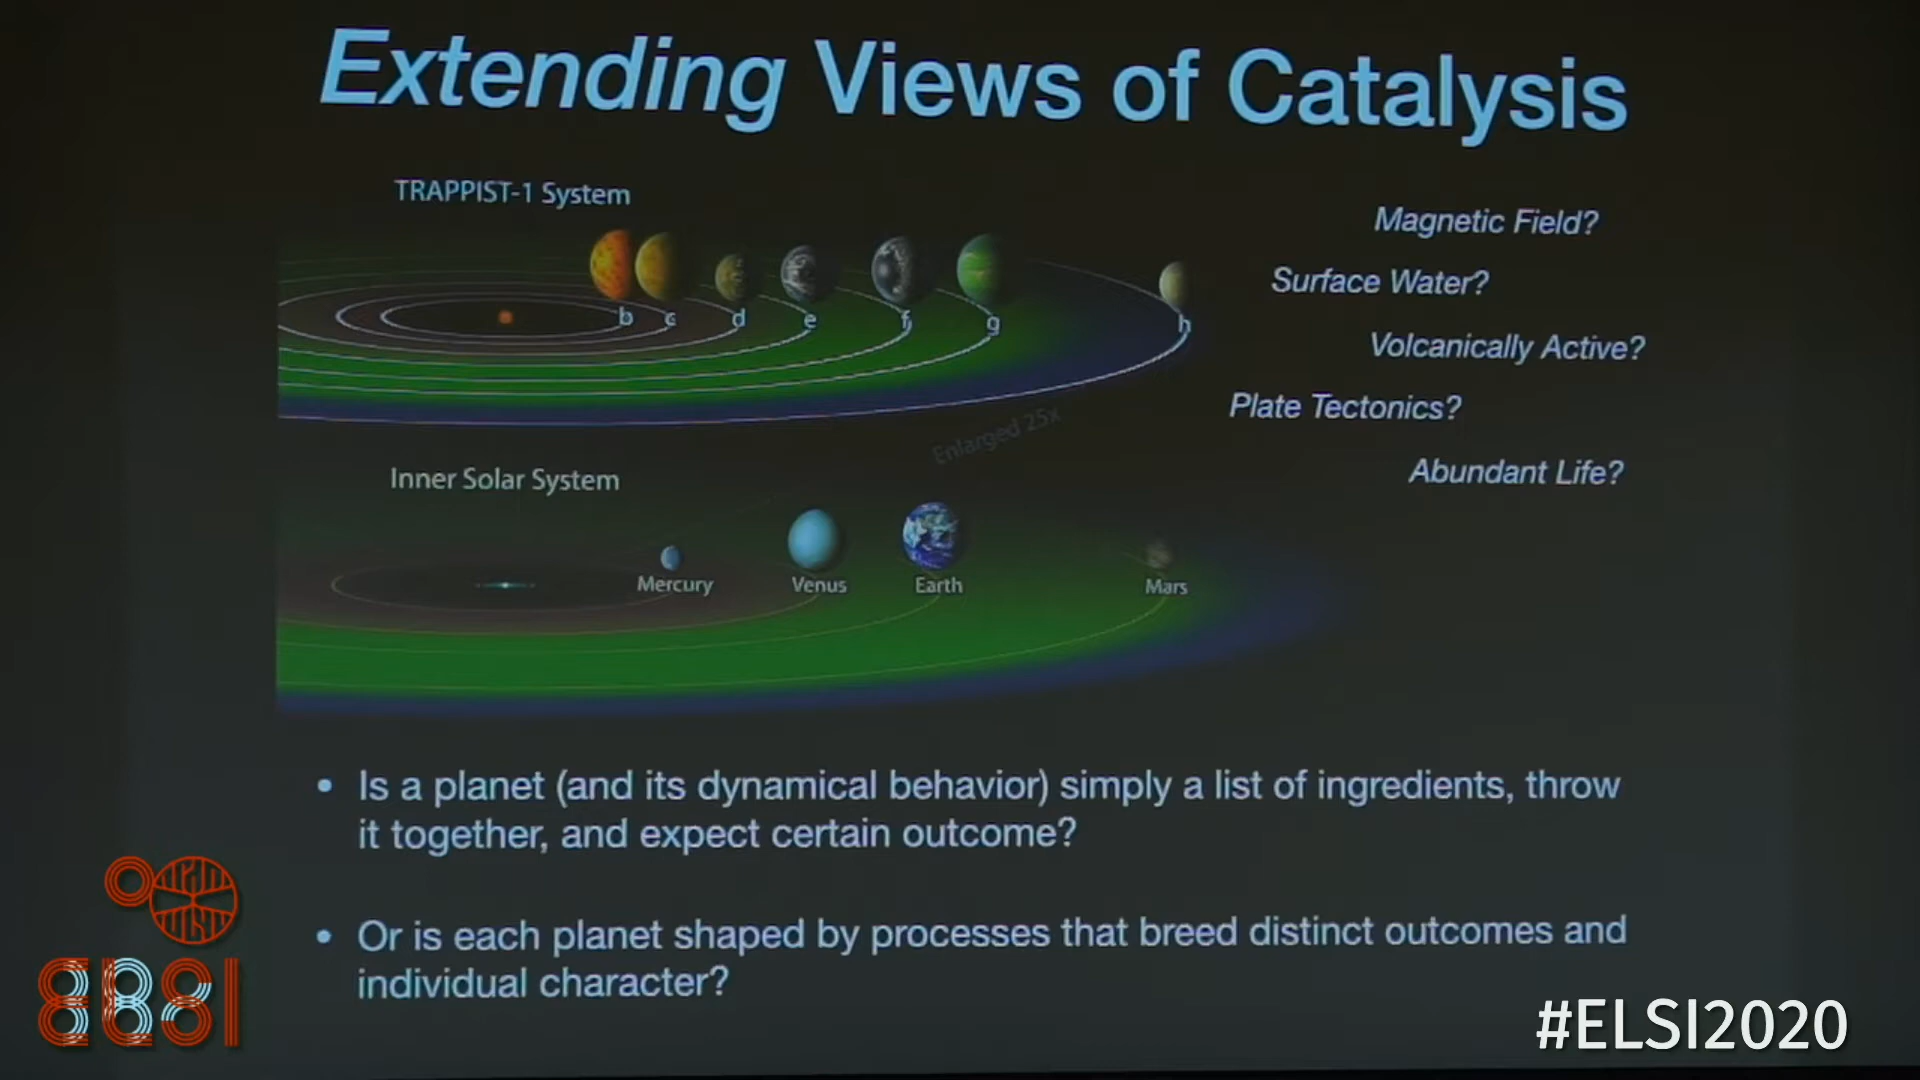 Extending Views of Catalysis
TRAPPIST-1 System
Magnetic Field?
Surface Water?
Volcanically Active?
Plate Tectonics?
Abundant Life?
b c d e f g h
Enlarged 25x
Inner Solar System
Mercury Venus Earth Mars
• Is a planet (and its dynamical behavior) simply a list of ingredients, throw
it together, and expect certain outcome?
• Or is each planet shaped by processes that breed distinct outcomes and
individual character?
ELSI
#ELSI2020